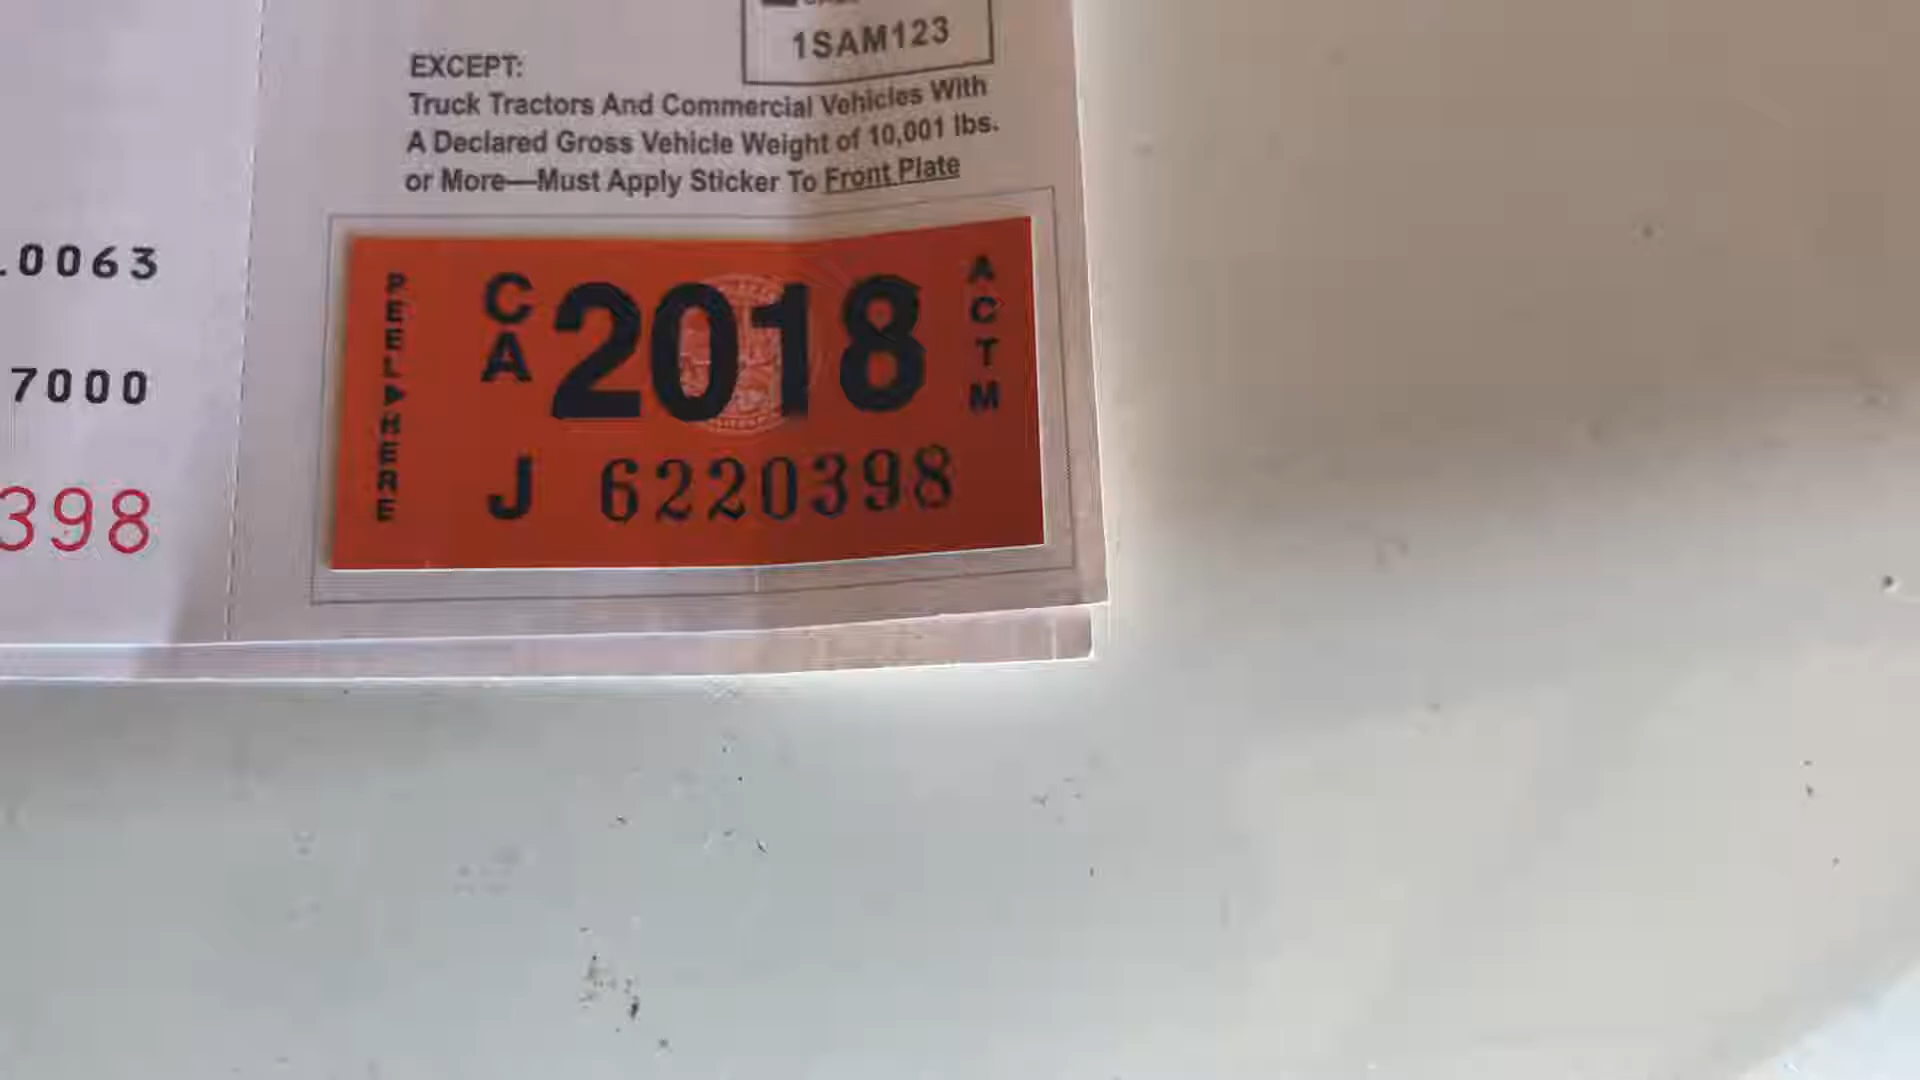 1SAM123
EXCEPT:
Truck Tractors And Commercial Vehicles With
A Declared Gross Vehicle Weight of 10,001 lbs.
or More—Must Apply Sticker To Front Plate
.0063
7000
398
PEEL HERE
CA
2018
ACTM
J 6220398